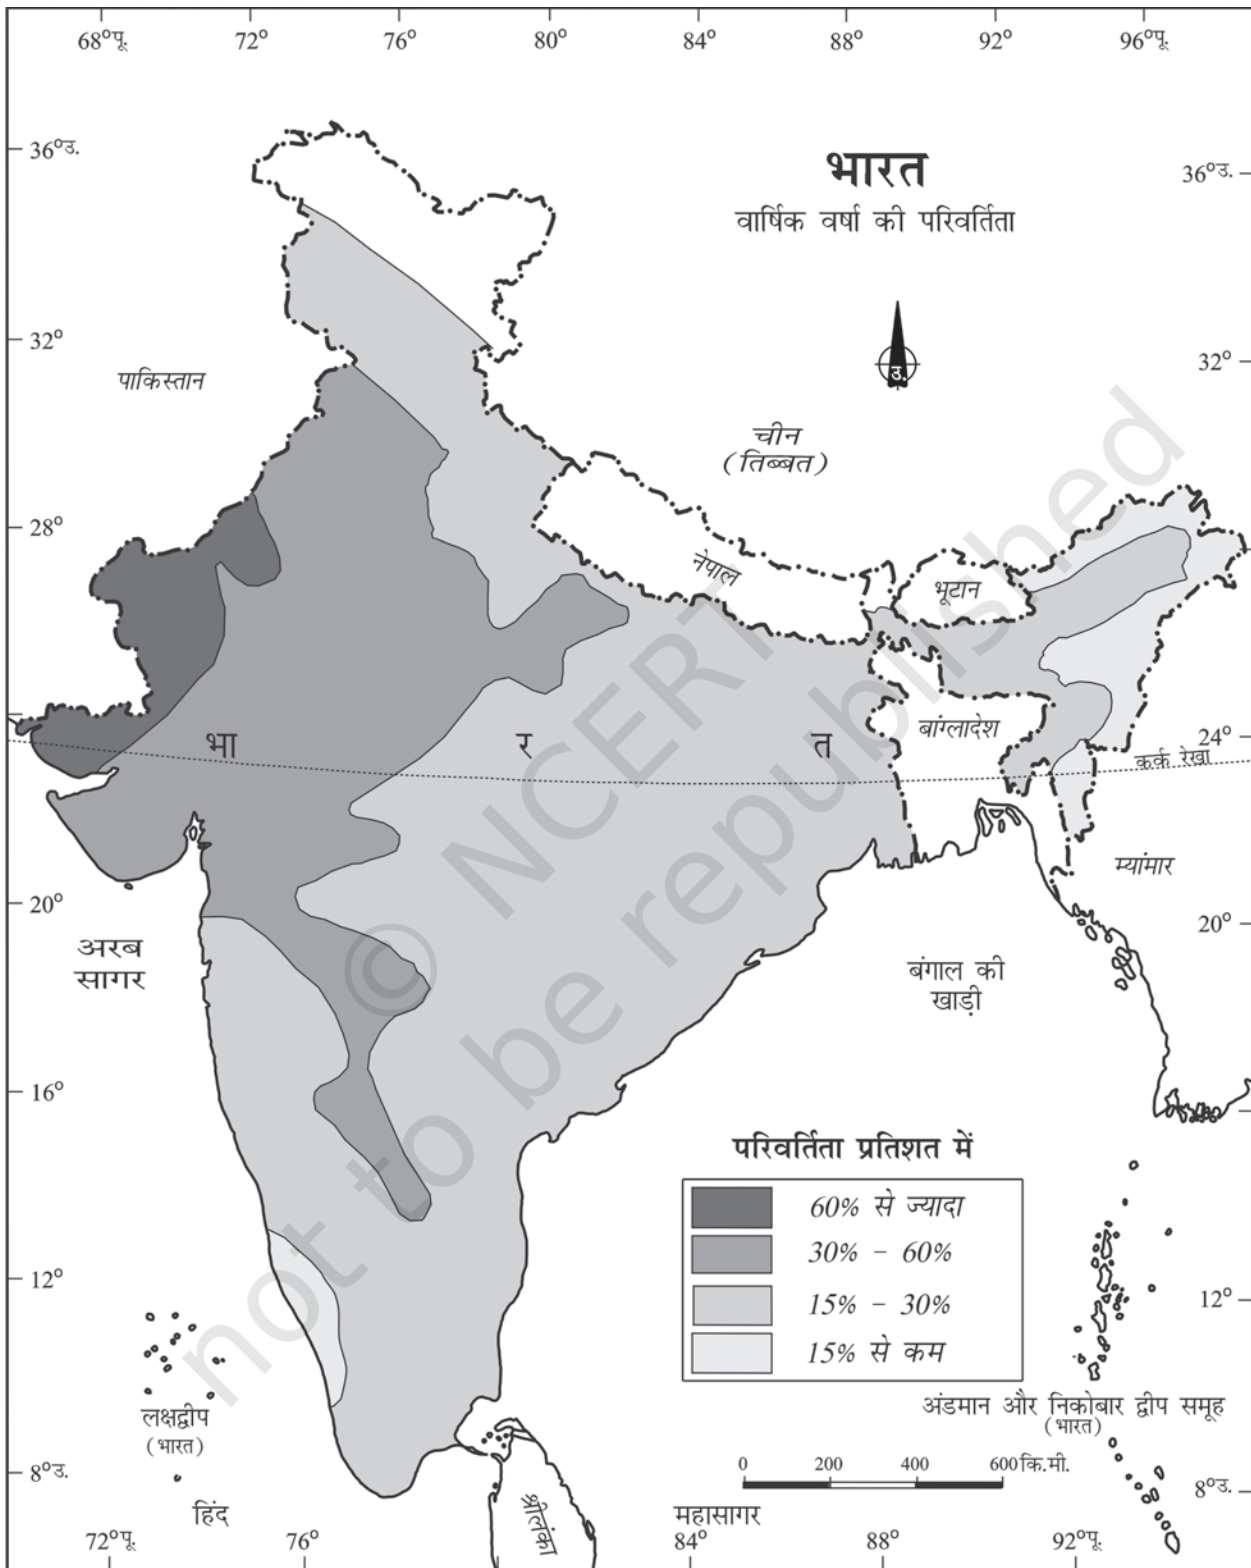 68°पू. 72° 76° 80° 84° 88° 92° 96°पू.
36°उ.
36°उ.
भारत
वार्षिक वर्षा की परिवर्तिता
उ.
32°
32°
पाकिस्तान
चीन
(तिब्बत)
28°
नेपाल
भूटान
भा र त
बांग्लादेश
24°
कर्क रेखा
म्यांमार
20°
20°
अरब
सागर
बंगाल की
खाड़ी
© NCERT
not to be republished
16°
परिवर्तिता प्रतिशत में
60% से ज्यादा
30% - 60%
15% - 30%
15% से कम
12°
12°
लक्षद्वीप
(भारत)
अंडमान और निकोबार द्वीप समूह
(भारत)
0 200 400 600कि.मी.
8°उ.
8°उ.
हिंद
महासागर
श्रीलंका
72°पू. 76° 84° 88° 92°पू.